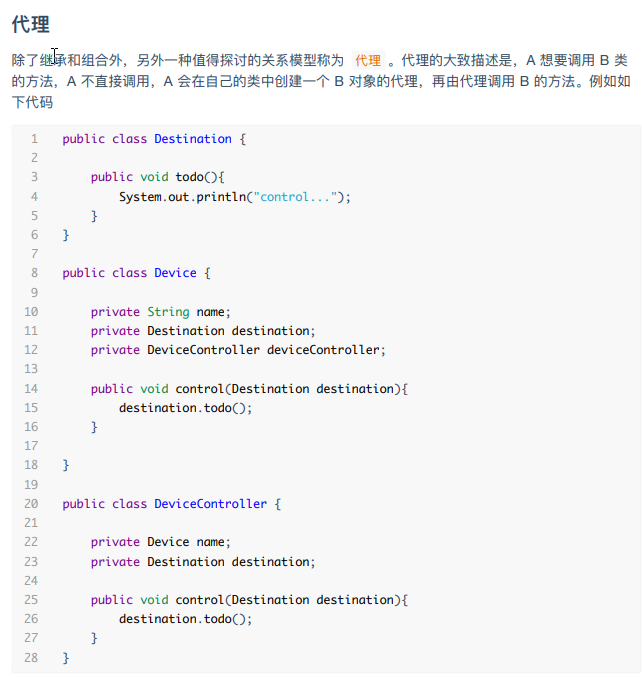 代理
除了继承和组合外，另外一种值得探讨的关系模型称为 代理 。代理的大致描述是，A 想要调用 B 类
的方法，A 不直接调用，A 会在自己的类中创建一个 B 对象的代理，再由代理调用 B 的方法。例如如
下代码
1 public class Destination {
2
3     public void todo(){
4         System.out.println("control...");
5     }
6 }
7
8 public class Device {
9
10     private String name;
11     private Destination destination;
12     private DeviceController deviceController;
13
14     public void control(Destination destination){
15         destination.todo();
16     }
17
18 }
19
20 public class DeviceController {
21
22     private Device name;
23     private Destination destination;
24
25     public void control(Destination destination){
26         destination.todo();
27     }
28 }